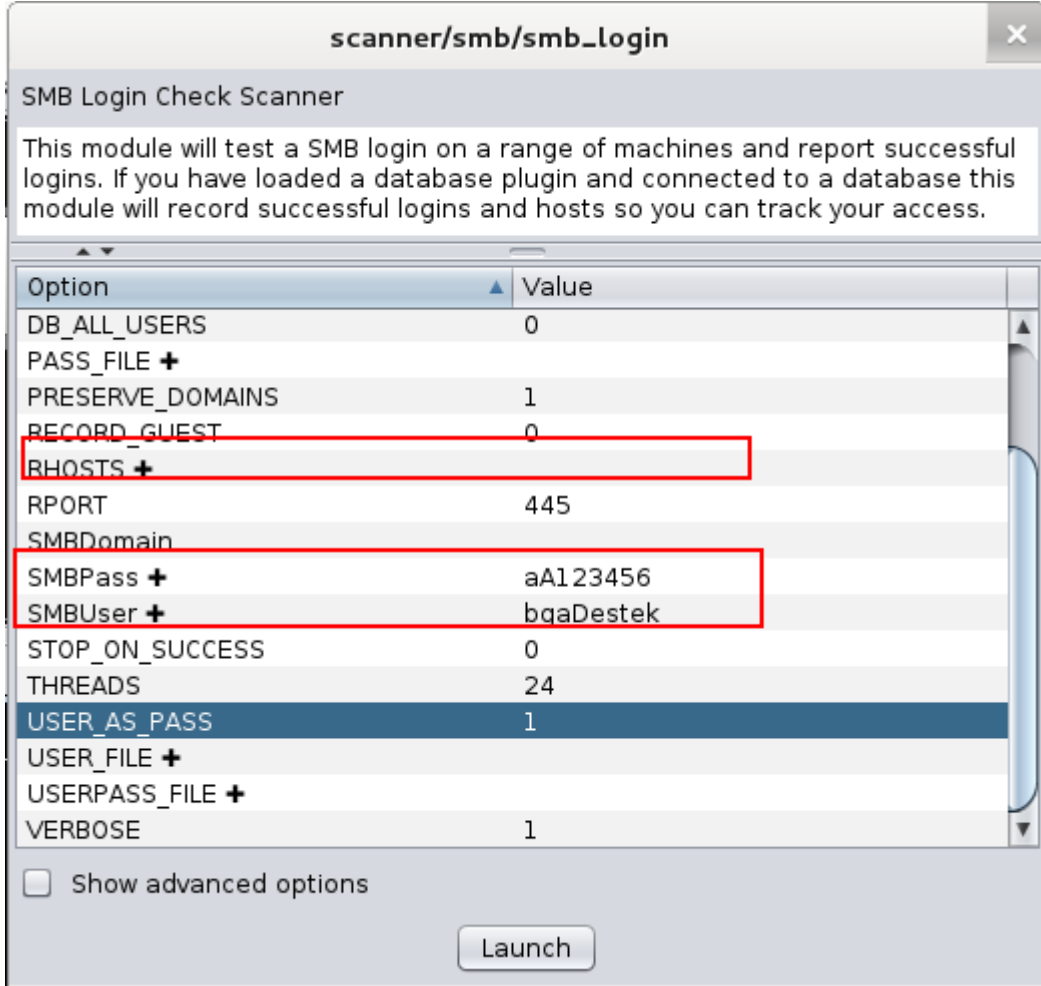 scanner/smb/smb_login
SMB Login Check Scanner
This module will test a SMB login on a range of machines and report successful
logins. If you have loaded a database plugin and connected to a database this
module will record successful logins and hosts so you can track your access.
Option Value
DB_ALL_USERS 0
PASS_FILE +
PRESERVE_DOMAINS 1
RECORD_GUEST 0
RHOSTS +
RPORT 445
SMBDomain
SMBPass + aA123456
SMBUser + bgaDestek
STOP_ON_SUCCESS 0
THREADS 24
USER_AS_PASS 1
USER_FILE +
USERPASS_FILE +
VERBOSE 1
Show advanced options
Launch